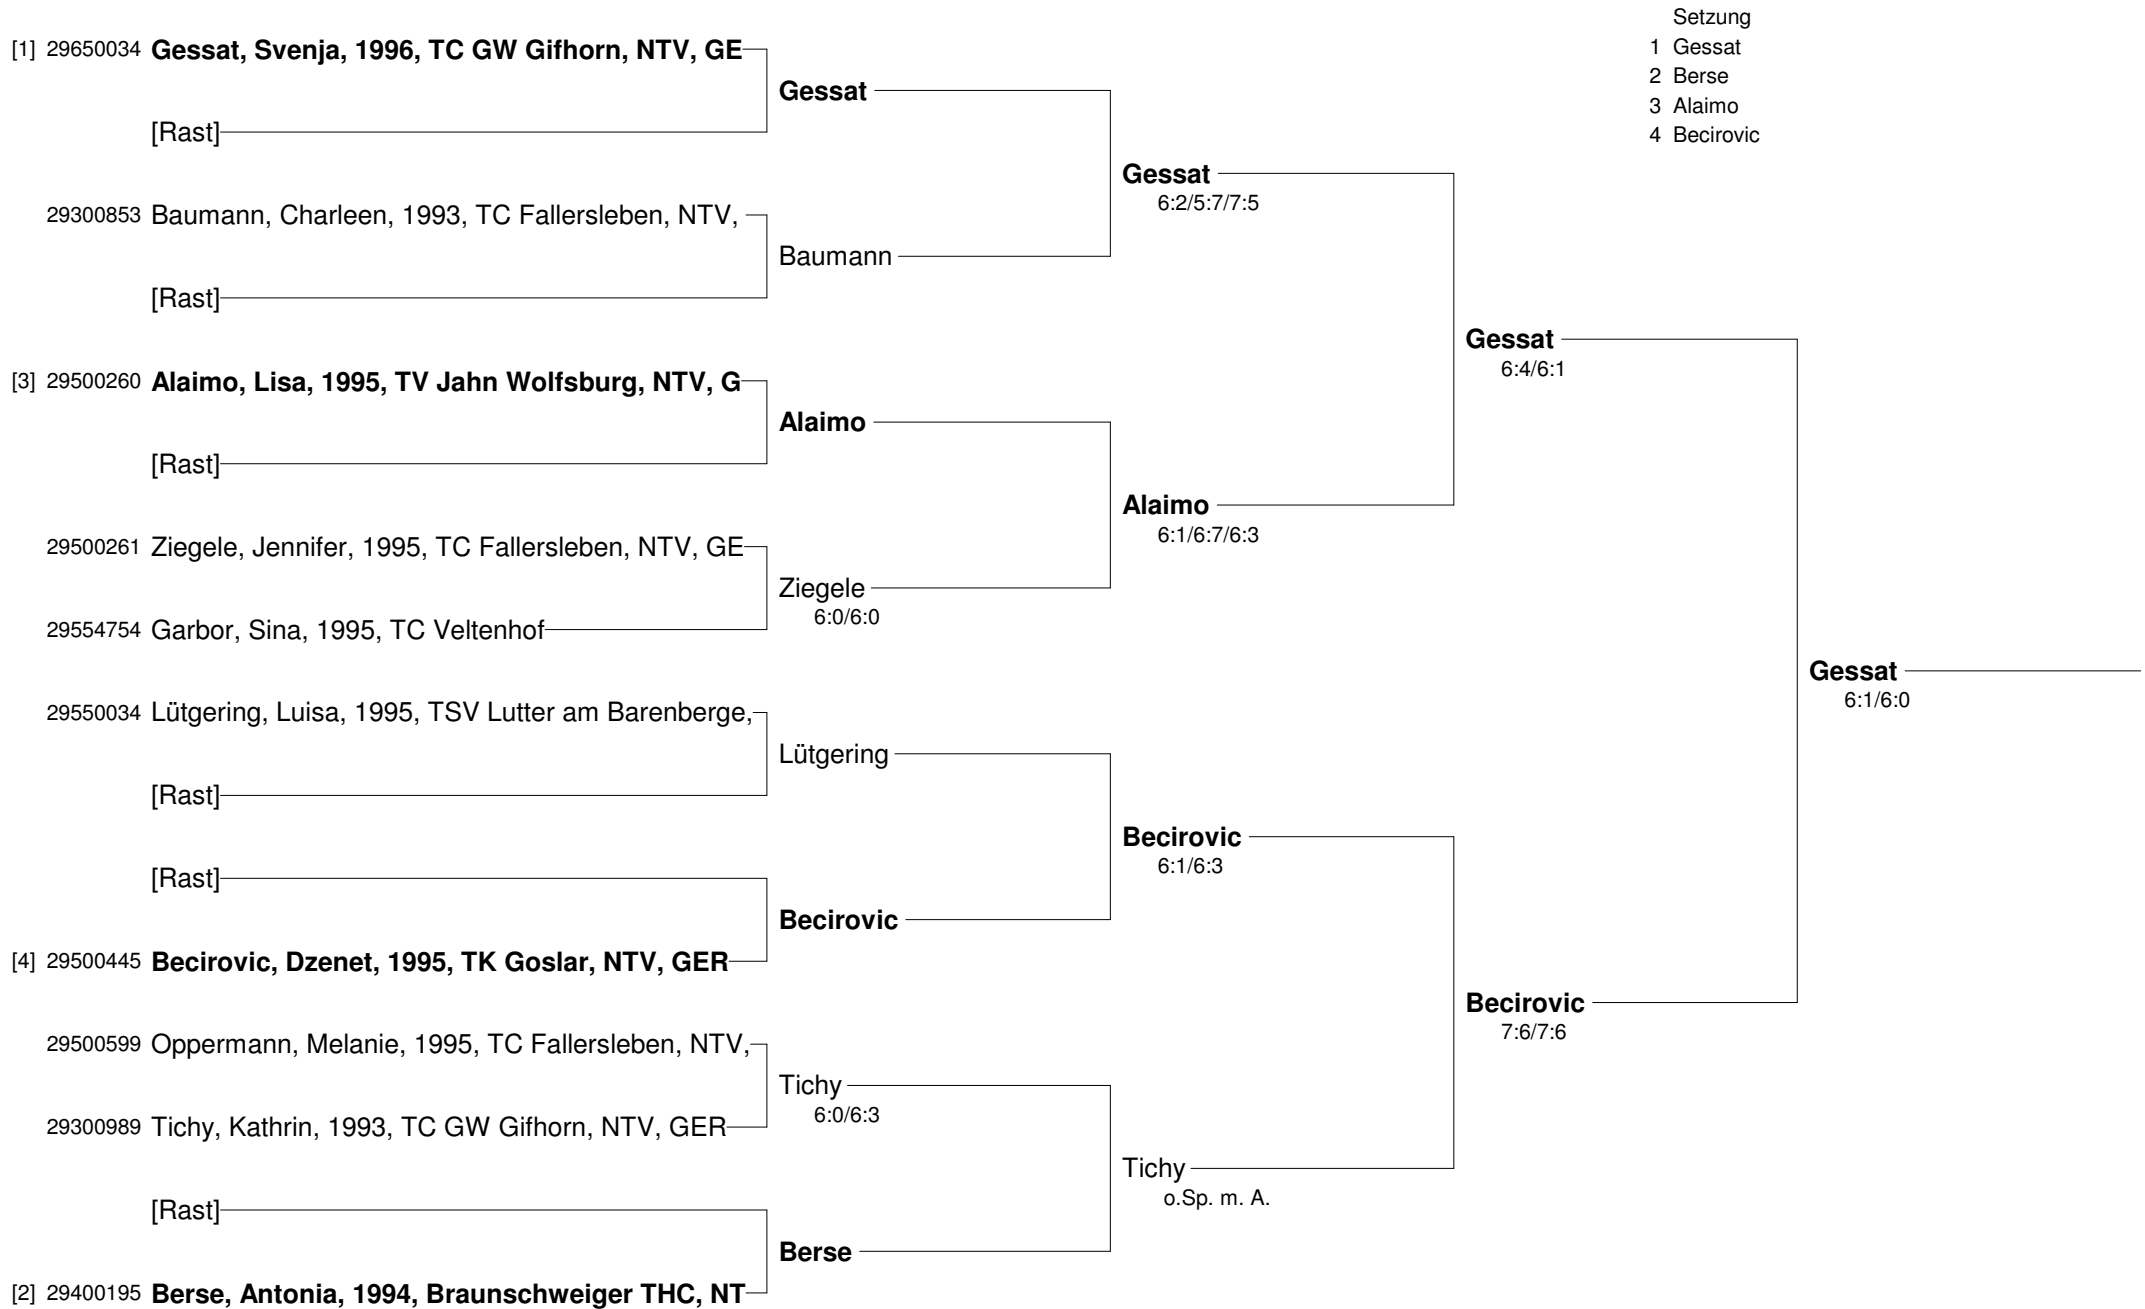 Setzung
1 Gessat
2 Berse
3 Alaimo
4 Becirovic
[1] 29650034 Gessat, Svenja, 1996, TC GW Gifhorn, NTV, GE
Gessat
[Rast]
Gessat
6:2/5:7/7:5
29300853 Baumann, Charleen, 1993, TC Fallersleben, NTV,
Baumann
[Rast]
Gessat
6:4/6:1
[3] 29500260 Alaimo, Lisa, 1995, TV Jahn Wolfsburg, NTV, G
Alaimo
[Rast]
Alaimo
6:1/6:7/6:3
29500261 Ziegele, Jennifer, 1995, TC Fallersleben, NTV, GE
Ziegele
6:0/6:0
29554754 Garbor, Sina, 1995, TC Veltenhof
Gessat
6:1/6:0
29550034 Lütgering, Luisa, 1995, TSV Lutter am Barenberge,
Lütgering
[Rast]
Becirovic
6:1/6:3
[Rast]
Becirovic
[4] 29500445 Becirovic, Dzenet, 1995, TK Goslar, NTV, GER
Becirovic
7:6/7:6
29500599 Oppermann, Melanie, 1995, TC Fallersleben, NTV,
Tichy
6:0/6:3
29300989 Tichy, Kathrin, 1993, TC GW Gifhorn, NTV, GER
Tichy
o.Sp. m. A.
[Rast]
Berse
[2] 29400195 Berse, Antonia, 1994, Braunschweiger THC, NT